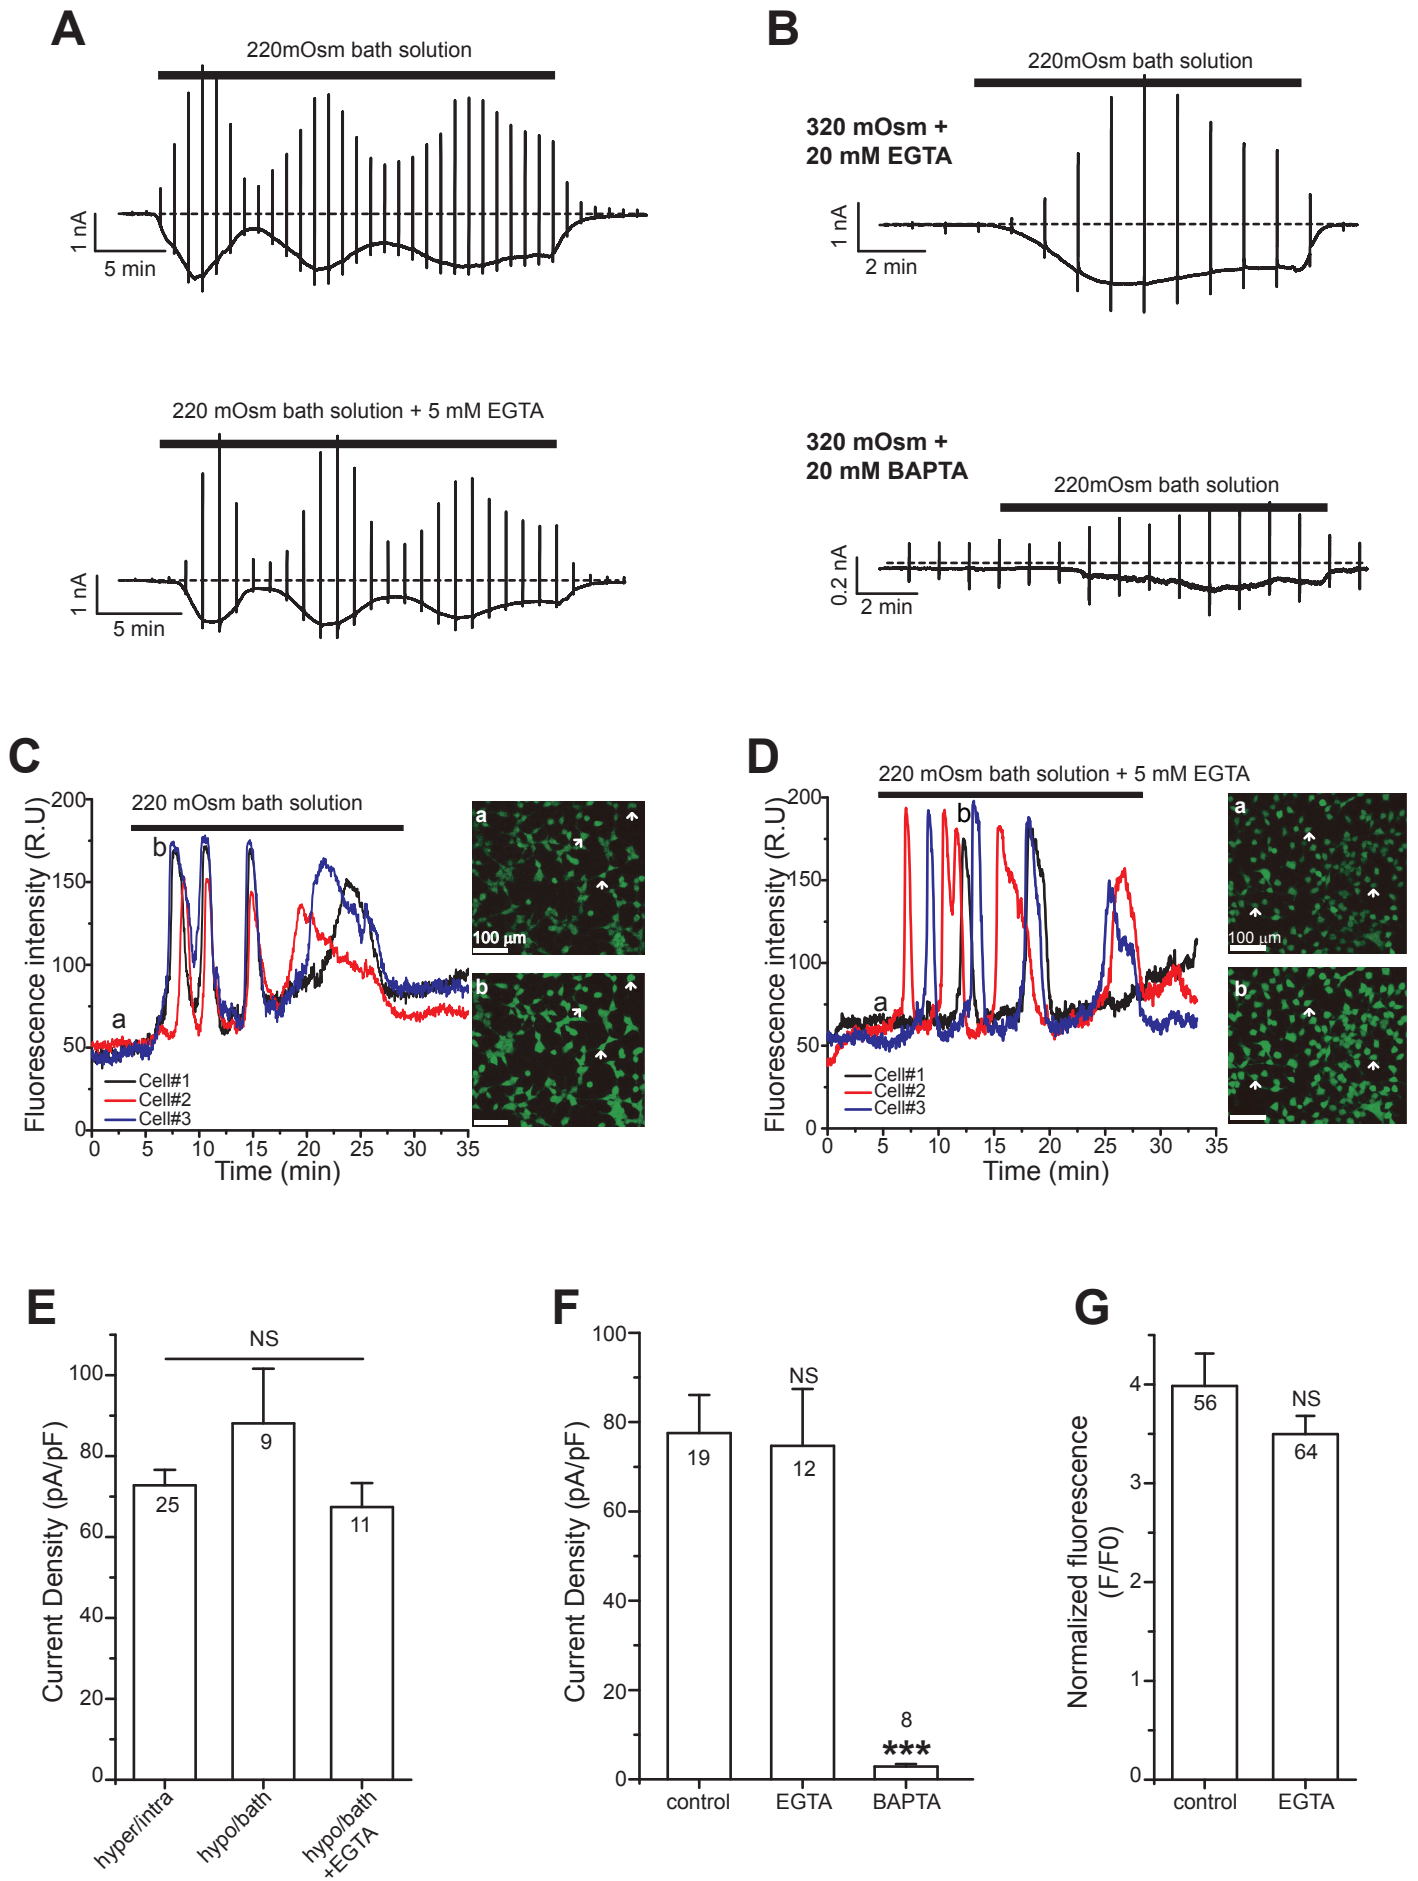 A
220mOsm bath solution
1 nA
5 min
220 mOsm bath solution + 5 mM EGTA
1 nA
5 min
B
220mOsm bath solution
320 mOsm +
20 mM EGTA
1 nA
2 min
320 mOsm +
20 mM BAPTA
220mOsm bath solution
0.2 nA
2 min
C
220 mOsm bath solution
Fluorescence intensity (R.U)
200
150
100
50
0
b
a
Cell#1
Cell#2
Cell#3
0 5 10 15 20 25 30 35
Time (min)
a
100 µm
b
D
220 mOsm bath solution + 5 mM EGTA
Fluorescence intensity (R.U)
200
150
100
50
0
b
a
Cell#1
Cell#2
Cell#3
0 5 10 15 20 25 30 35
Time (min)
a
100 µm
b
E
NS
Current Density (pA/pF)
100
80
60
40
20
0
25
9
11
hyper/intra
hypo/bath
hypo/bath
+EGTA
F
Current Density (pA/pF)
100
80
60
40
20
0
NS
19
12
8
***
control EGTA BAPTA
G
Normalized fluorescence
(F/F0)
4
3
2
1
0
56
NS
64
control EGTA